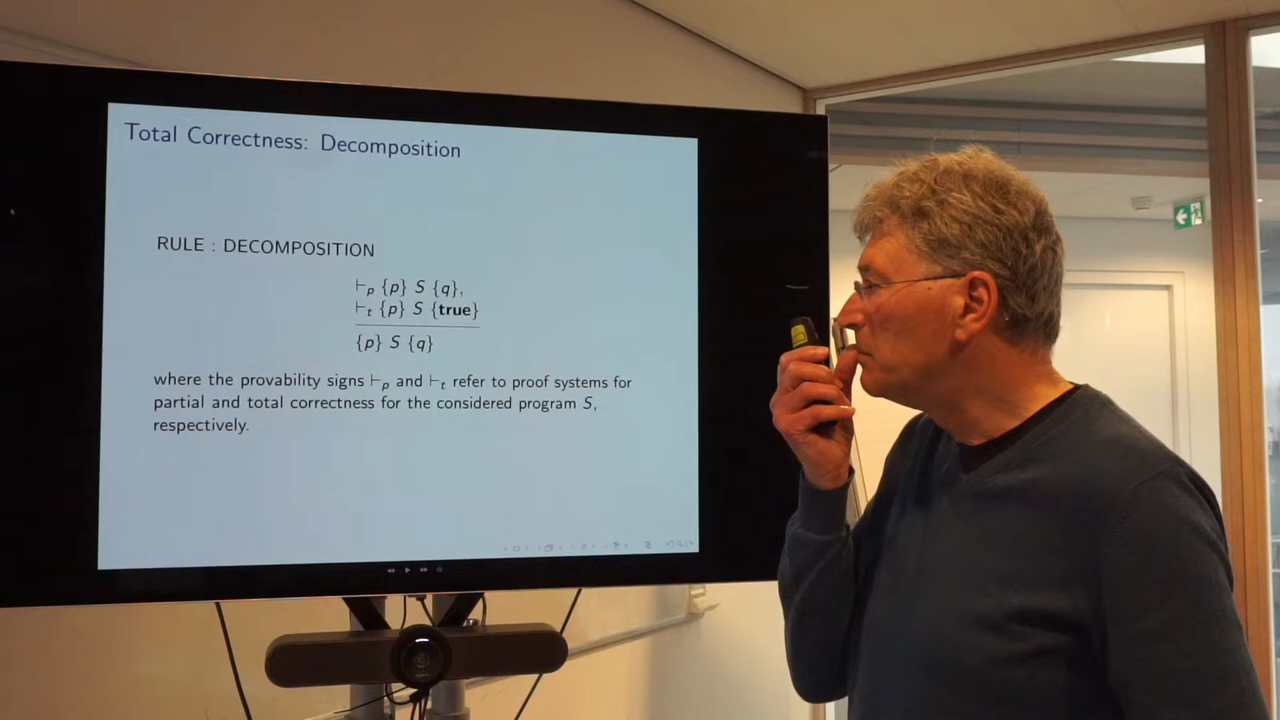 Total Correctness: Decomposition
RULE : DECOMPOSITION
⊢p {p} S {q},
⊢t {p} S {true}
{p} S {q}
where the provability signs ⊢p and ⊢t refer to proof systems for
partial and total correctness for the considered program S,
respectively.